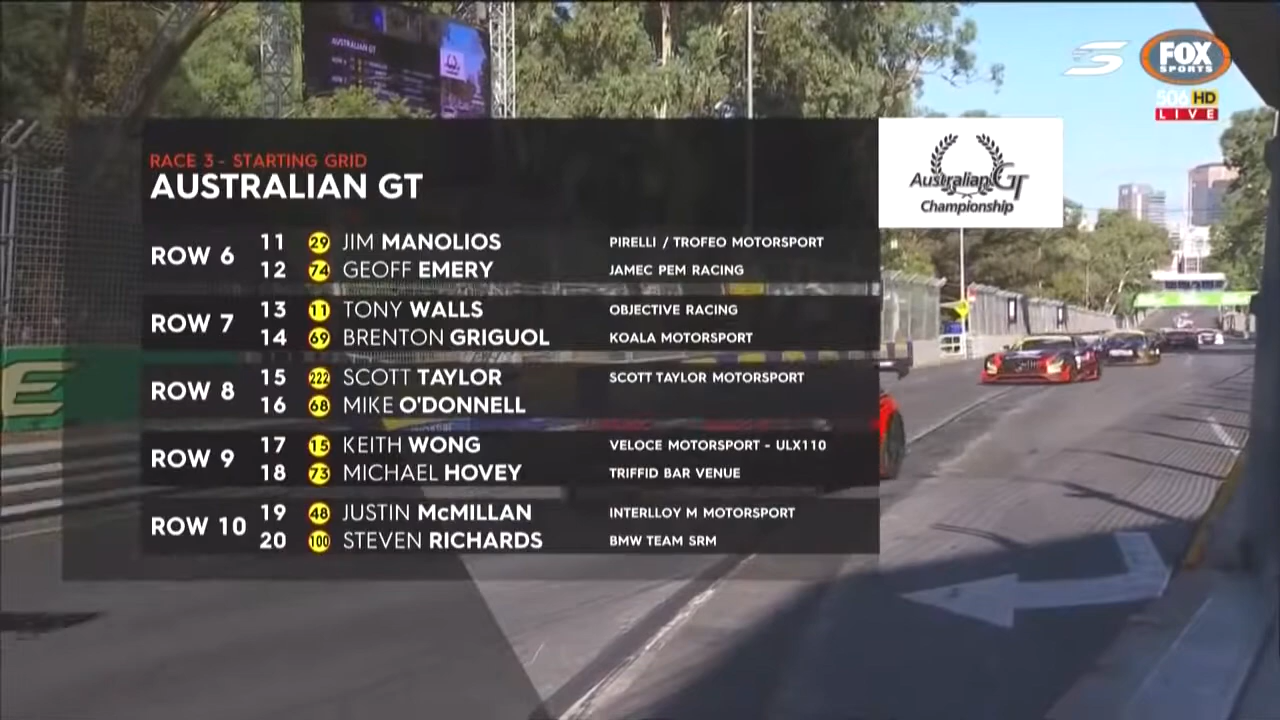 AUSTRALIAN GT
FOX
SPORTS
506 HD
LIVE
RACE 3 - STARTING GRID
AUSTRALIAN GT
Australian GT
Championship
ROW 6
11 29 JIM MANOLIOS PIRELLI / TROFEO MOTORSPORT
12 74 GEOFF EMERY JAMEC PEM RACING
ROW 7
13 11 TONY WALLS OBJECTIVE RACING
14 69 BRENTON GRIGUOL KOALA MOTORSPORT
ROW 8
15 222 SCOTT TAYLOR SCOTT TAYLOR MOTORSPORT
16 68 MIKE O'DONNELL
ROW 9
17 15 KEITH WONG VELOCE MOTORSPORT - ULX110
18 73 MICHAEL HOVEY TRIFFID BAR VENUE
ROW 10
19 48 JUSTIN McMILLAN INTERLLOY M MOTORSPORT
20 100 STEVEN RICHARDS BMW TEAM SRM
E